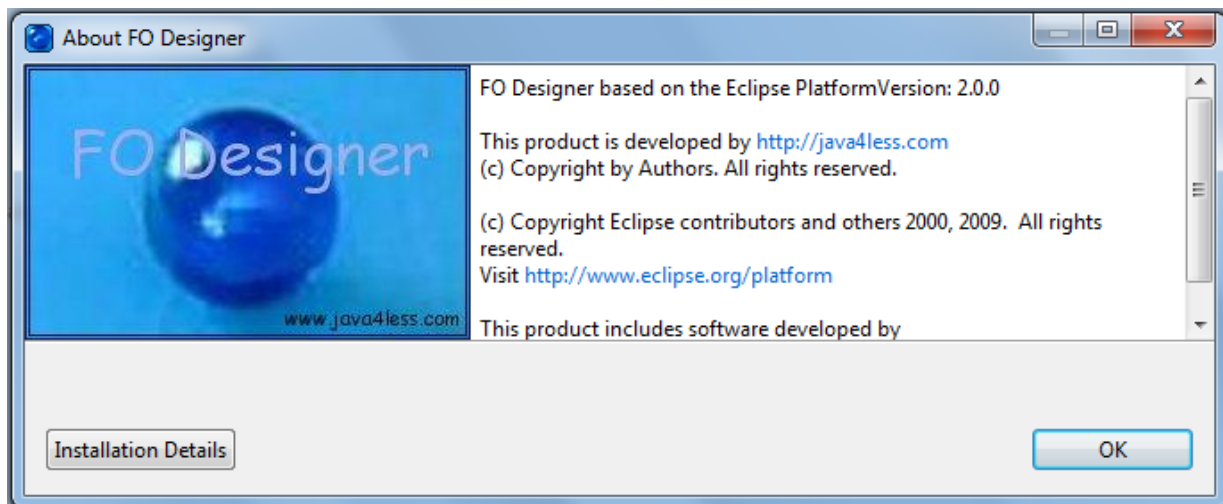 About FO Designer
FO Designer
www.java4less.com
FO Designer based on the Eclipse PlatformVersion: 2.0.0
This product is developed by http://java4less.com
(c) Copyright by Authors. All rights reserved.
(c) Copyright Eclipse contributors and others 2000, 2009.  All rights
reserved.
Visit http://www.eclipse.org/platform
This product includes software developed by
Installation Details
OK